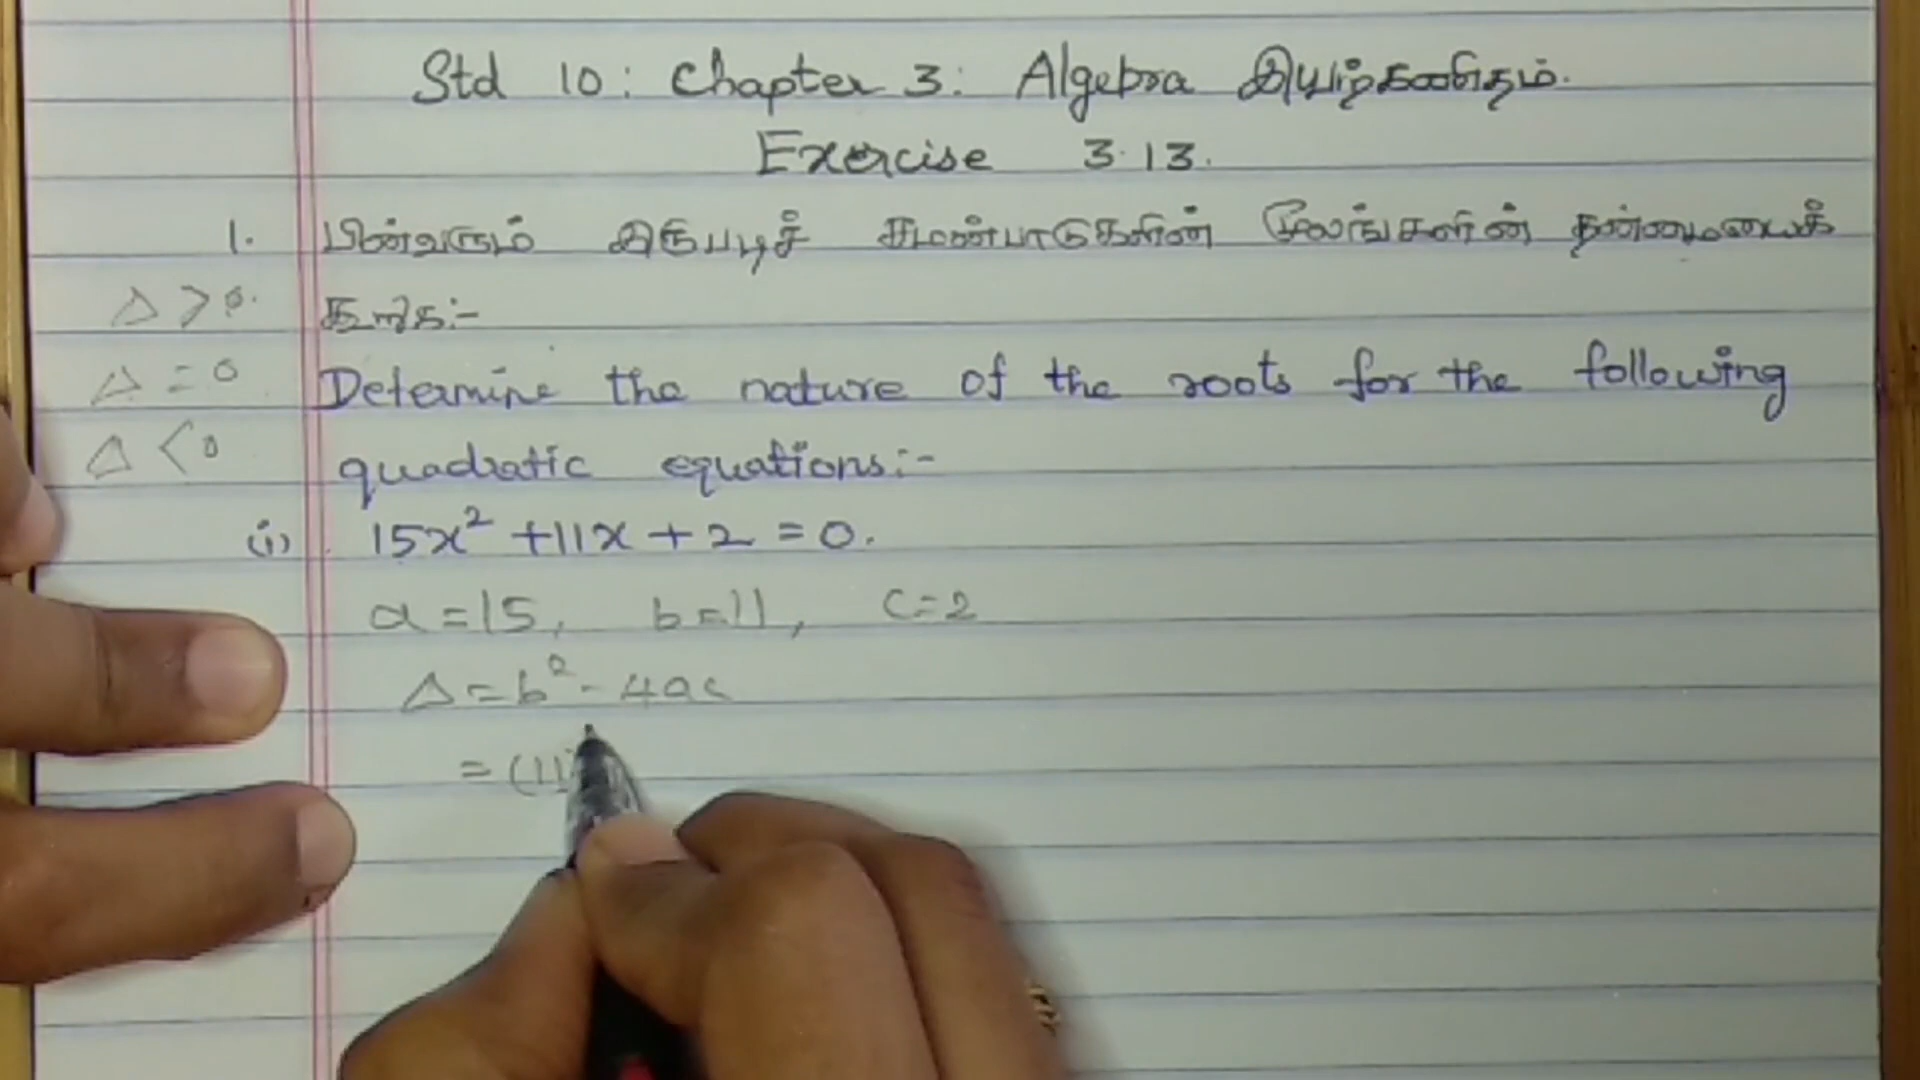 Std 10: Chapter 3: Algebra இயற்கணிதம்.
Exercise 3.13.
1. பின்வரும் இருபடிச் சமன்பாடுகளின் மூலங்களின் தன்மையைக்
Δ > 0. கூறுக:-
Δ = 0 Determine the nature of the roots for the following
Δ < 0 quadratic equations:-
(i) 15x² + 11x + 2 = 0.
a = 15, b = 11, c = 2
Δ = b² - 4ac
= (11)